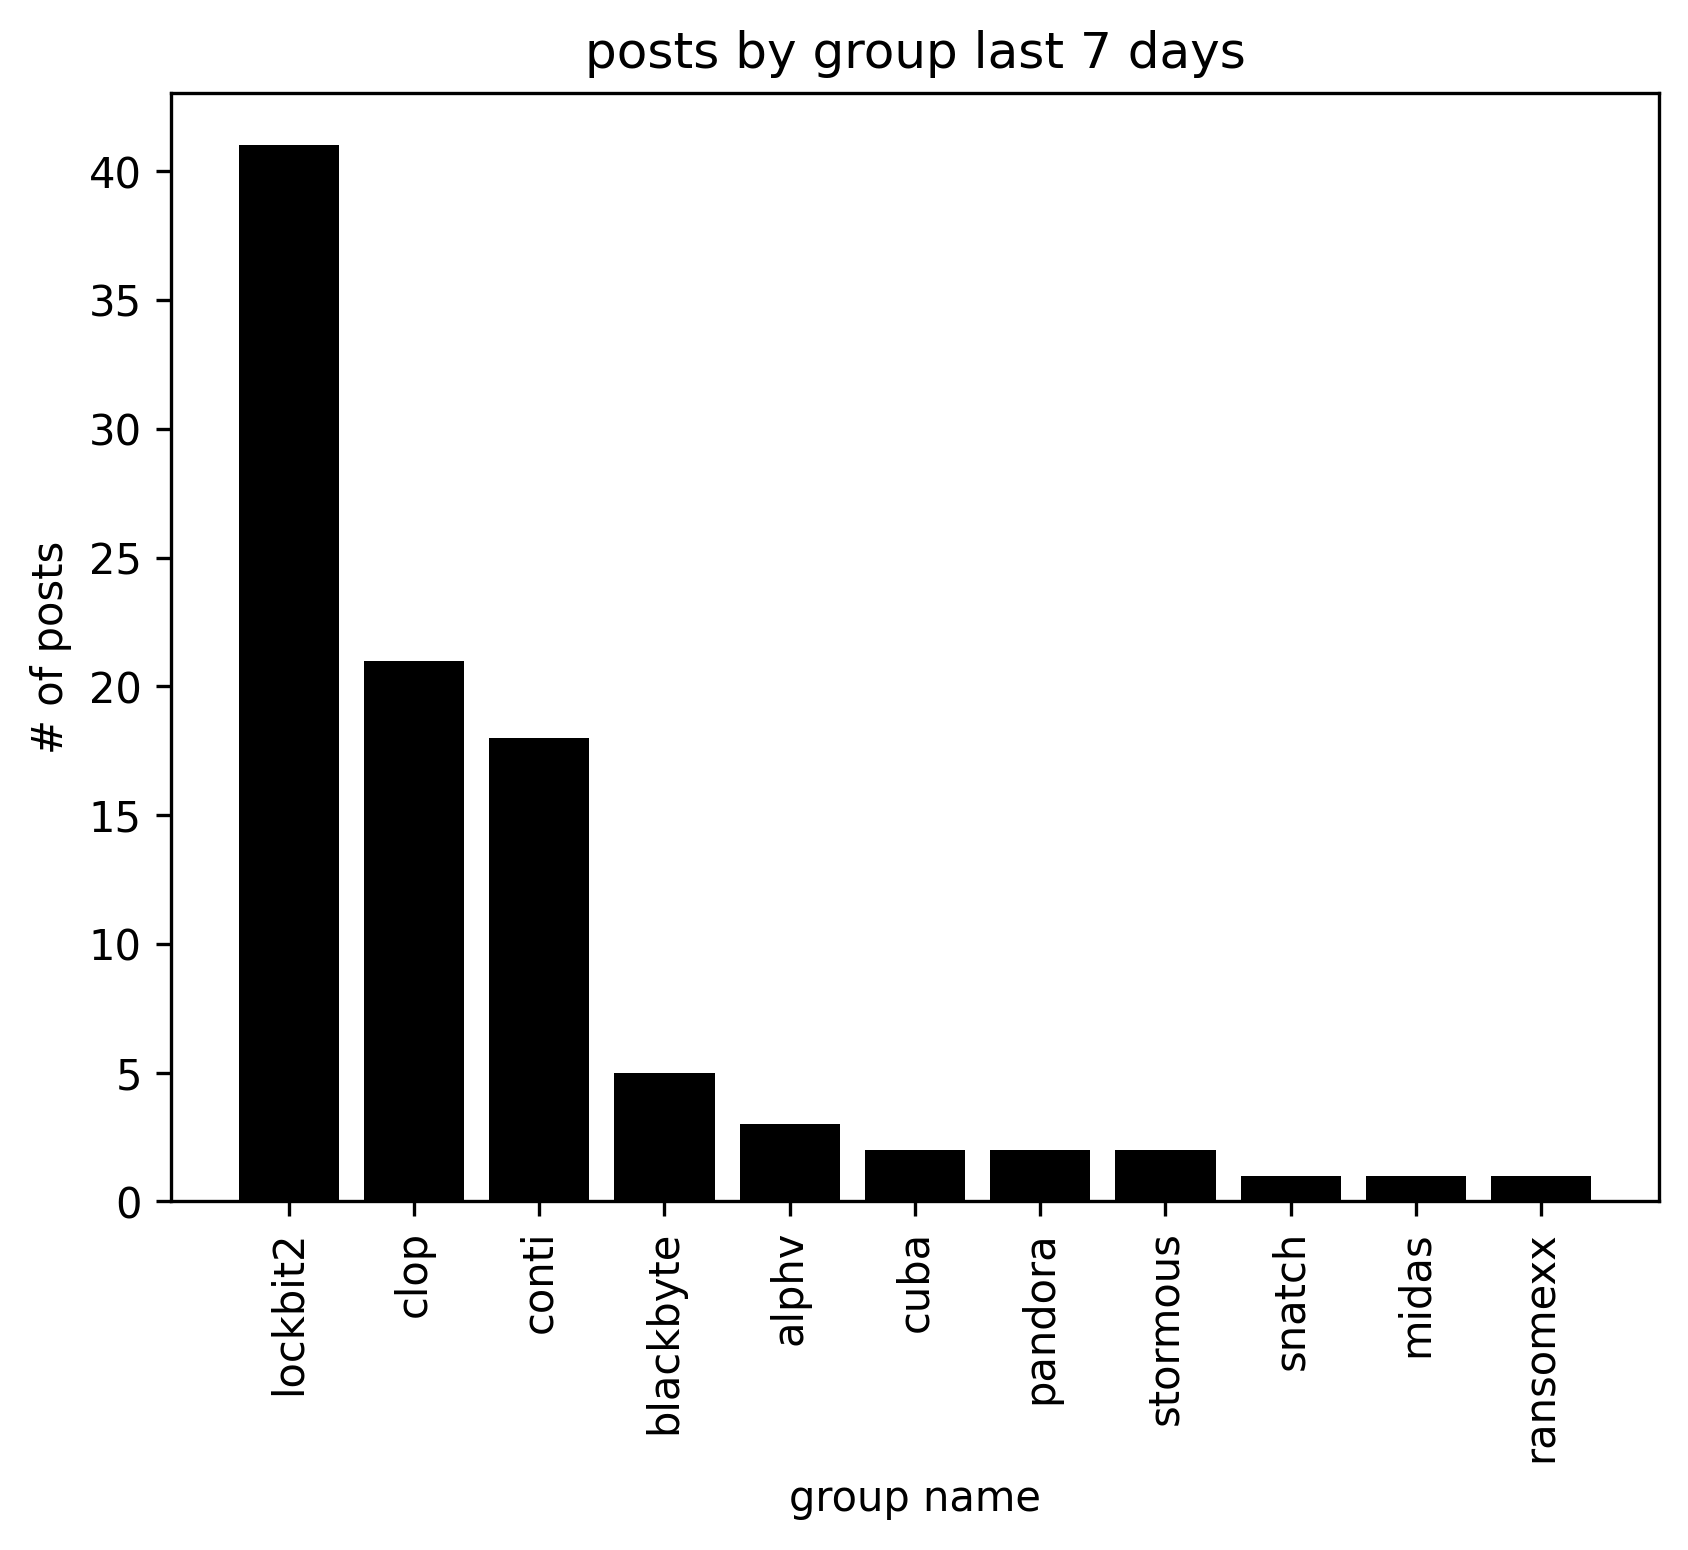 posts by group last 7 days
# of posts
40
35
30
25
20
15
10
5
0
lockbit2
clop
conti
blackbyte
alphv
cuba
pandora
stormous
snatch
midas
ransomexx
group name